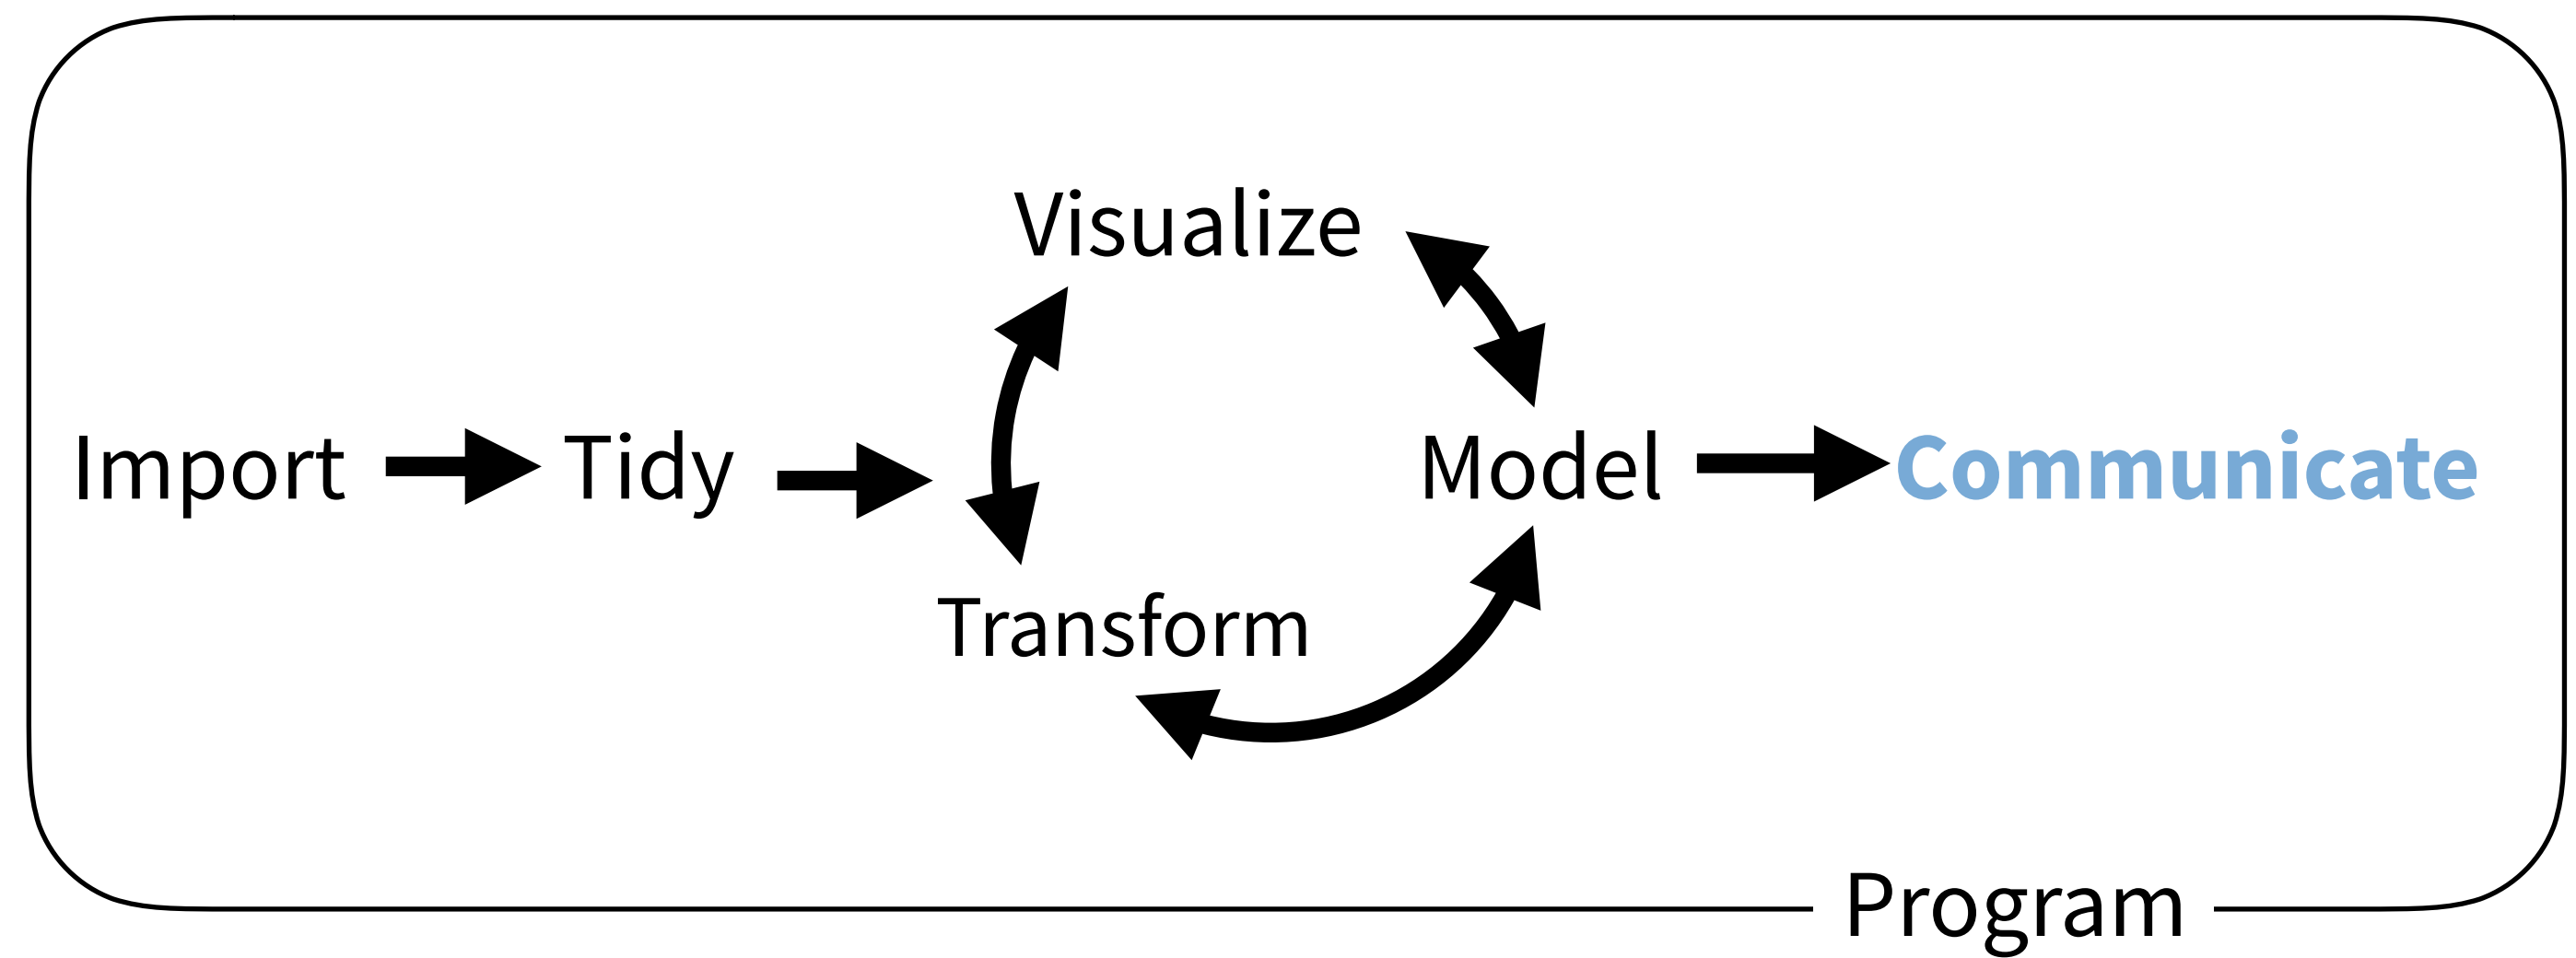 Visualize
Import
Tidy
Model
Communicate
Transform
Program